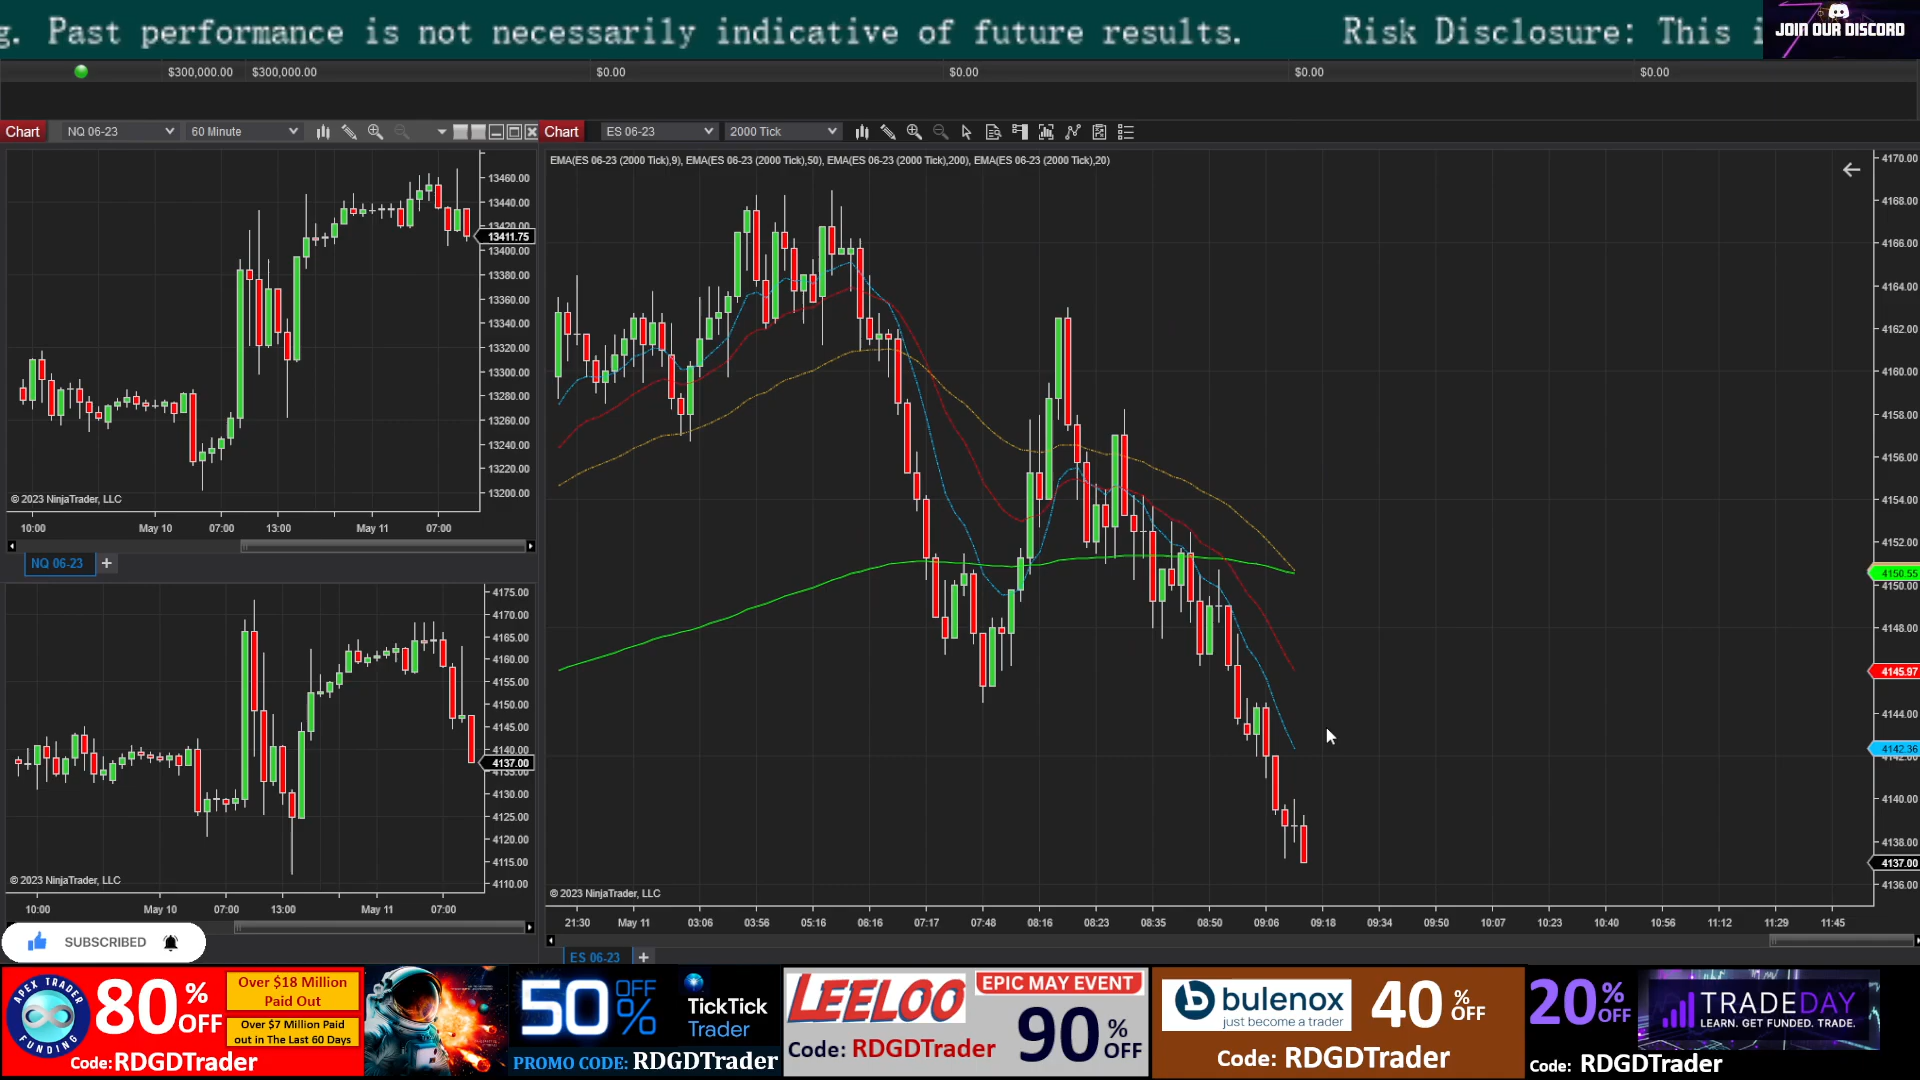 g. Past performance is not necessarily indicative of future results. Risk Disclosure: This i
JOIN OUR DISCORD
$300,000.00 $300,000.00 $0.00 $0.00 $0.00 $0.00
Chart NQ 06-23 60 Minute
Chart ES 06-23 2000 Tick
EMA(ES 06-23 (2000 Tick),9), EMA(ES 06-23 (2000 Tick),50), EMA(ES 06-23 (2000 Tick),200), EMA(ES 06-23 (2000 Tick),20)
13460.00
13440.00
13420.00
13411.75
13400.00
13380.00
13360.00
13340.00
13320.00
13300.00
13280.00
13260.00
13240.00
13220.00
13200.00
© 2023 NinjaTrader, LLC
10:00 May 10 07:00 13:00 May 11 07:00
NQ 06-23 +
4175.00
4170.00
4165.00
4160.00
4155.00
4150.00
4145.00
4140.00
4137.00
4135.00
4130.00
4125.00
4120.00
4115.00
4110.00
© 2023 NinjaTrader, LLC
10:00 May 10 07:00 13:00 May 11 07:00
4170.00
4168.00
4166.00
4164.00
4162.00
4160.00
4158.00
4156.00
4154.00
4152.00
4150.55
4150.00
4148.00
4145.97
4144.00
4142.36
4142.00
4140.00
4138.00
4137.00
4136.00
© 2023 NinjaTrader, LLC
21:30 May 11 03:06 03:56 05:16 06:16 07:17 07:48 08:16 08:23 08:35 08:50 09:06 09:18 09:34 09:50 10:07 10:23 10:40 10:56 11:12 11:29 11:45
ES 06-23 +
SUBSCRIBED
APEX TRADER FUNDING
80% OFF
Over $18 Million
Paid Out
Over $7 Million Paid
out in The Last 60 Days
Code:RDGDTrader
50% OFF
TickTick
Trader
PROMO CODE: RDGDTrader
LEELOO
EPIC MAY EVENT
90% OFF
Code: RDGDTrader
bulenox
just become a trader
40% OFF
Code: RDGDTrader
20% OFF
TRADEDAY
LEARN. GET FUNDED. TRADE.
Code: RDGDTrader